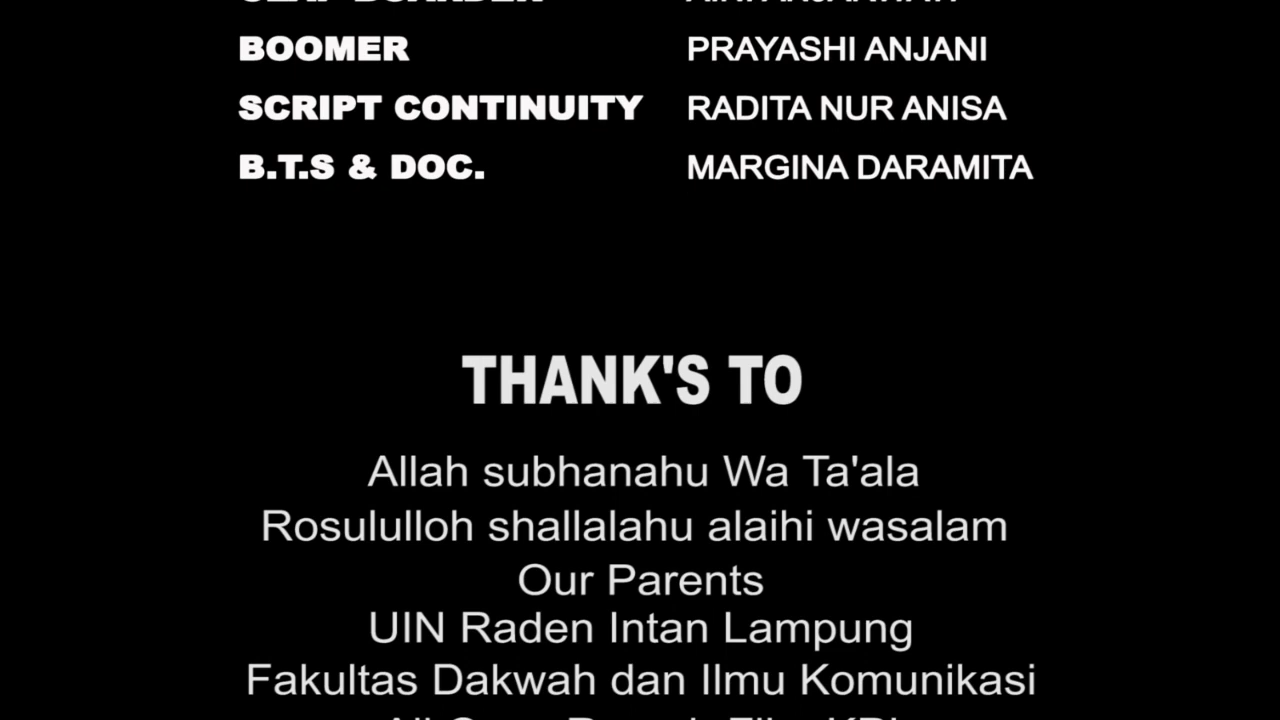 BOOMER PRAYASHI ANJANI
SCRIPT CONTINUITY RADITA NUR ANISA
B.T.S & DOC. MARGINA DARAMITA
THANK'S TO
Allah subhanahu Wa Ta'ala
Rosululloh shallalahu alaihi wasalam
Our Parents
UIN Raden Intan Lampung
Fakultas Dakwah dan Ilmu Komunikasi